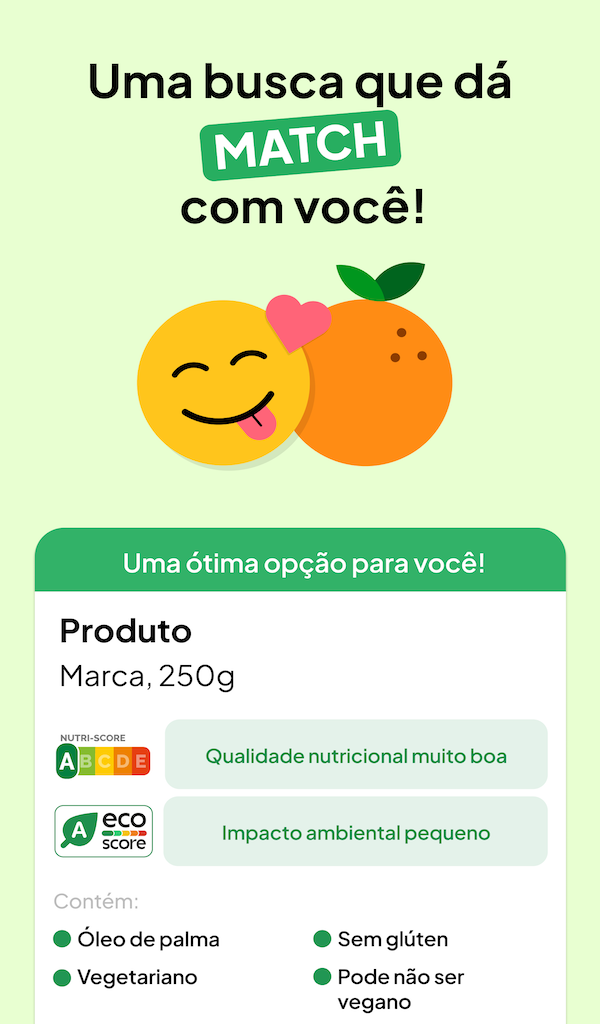 Uma busca que dá
MATCH
com você!
Uma ótima opção para você!
Produto
Marca, 250g
NUTRI-SCORE
A B C D E
Qualidade nutricional muito boa
A eco
score
Impacto ambiental pequeno
Contém:
Óleo de palma
Sem glúten
Vegetariano
Pode não ser
vegano